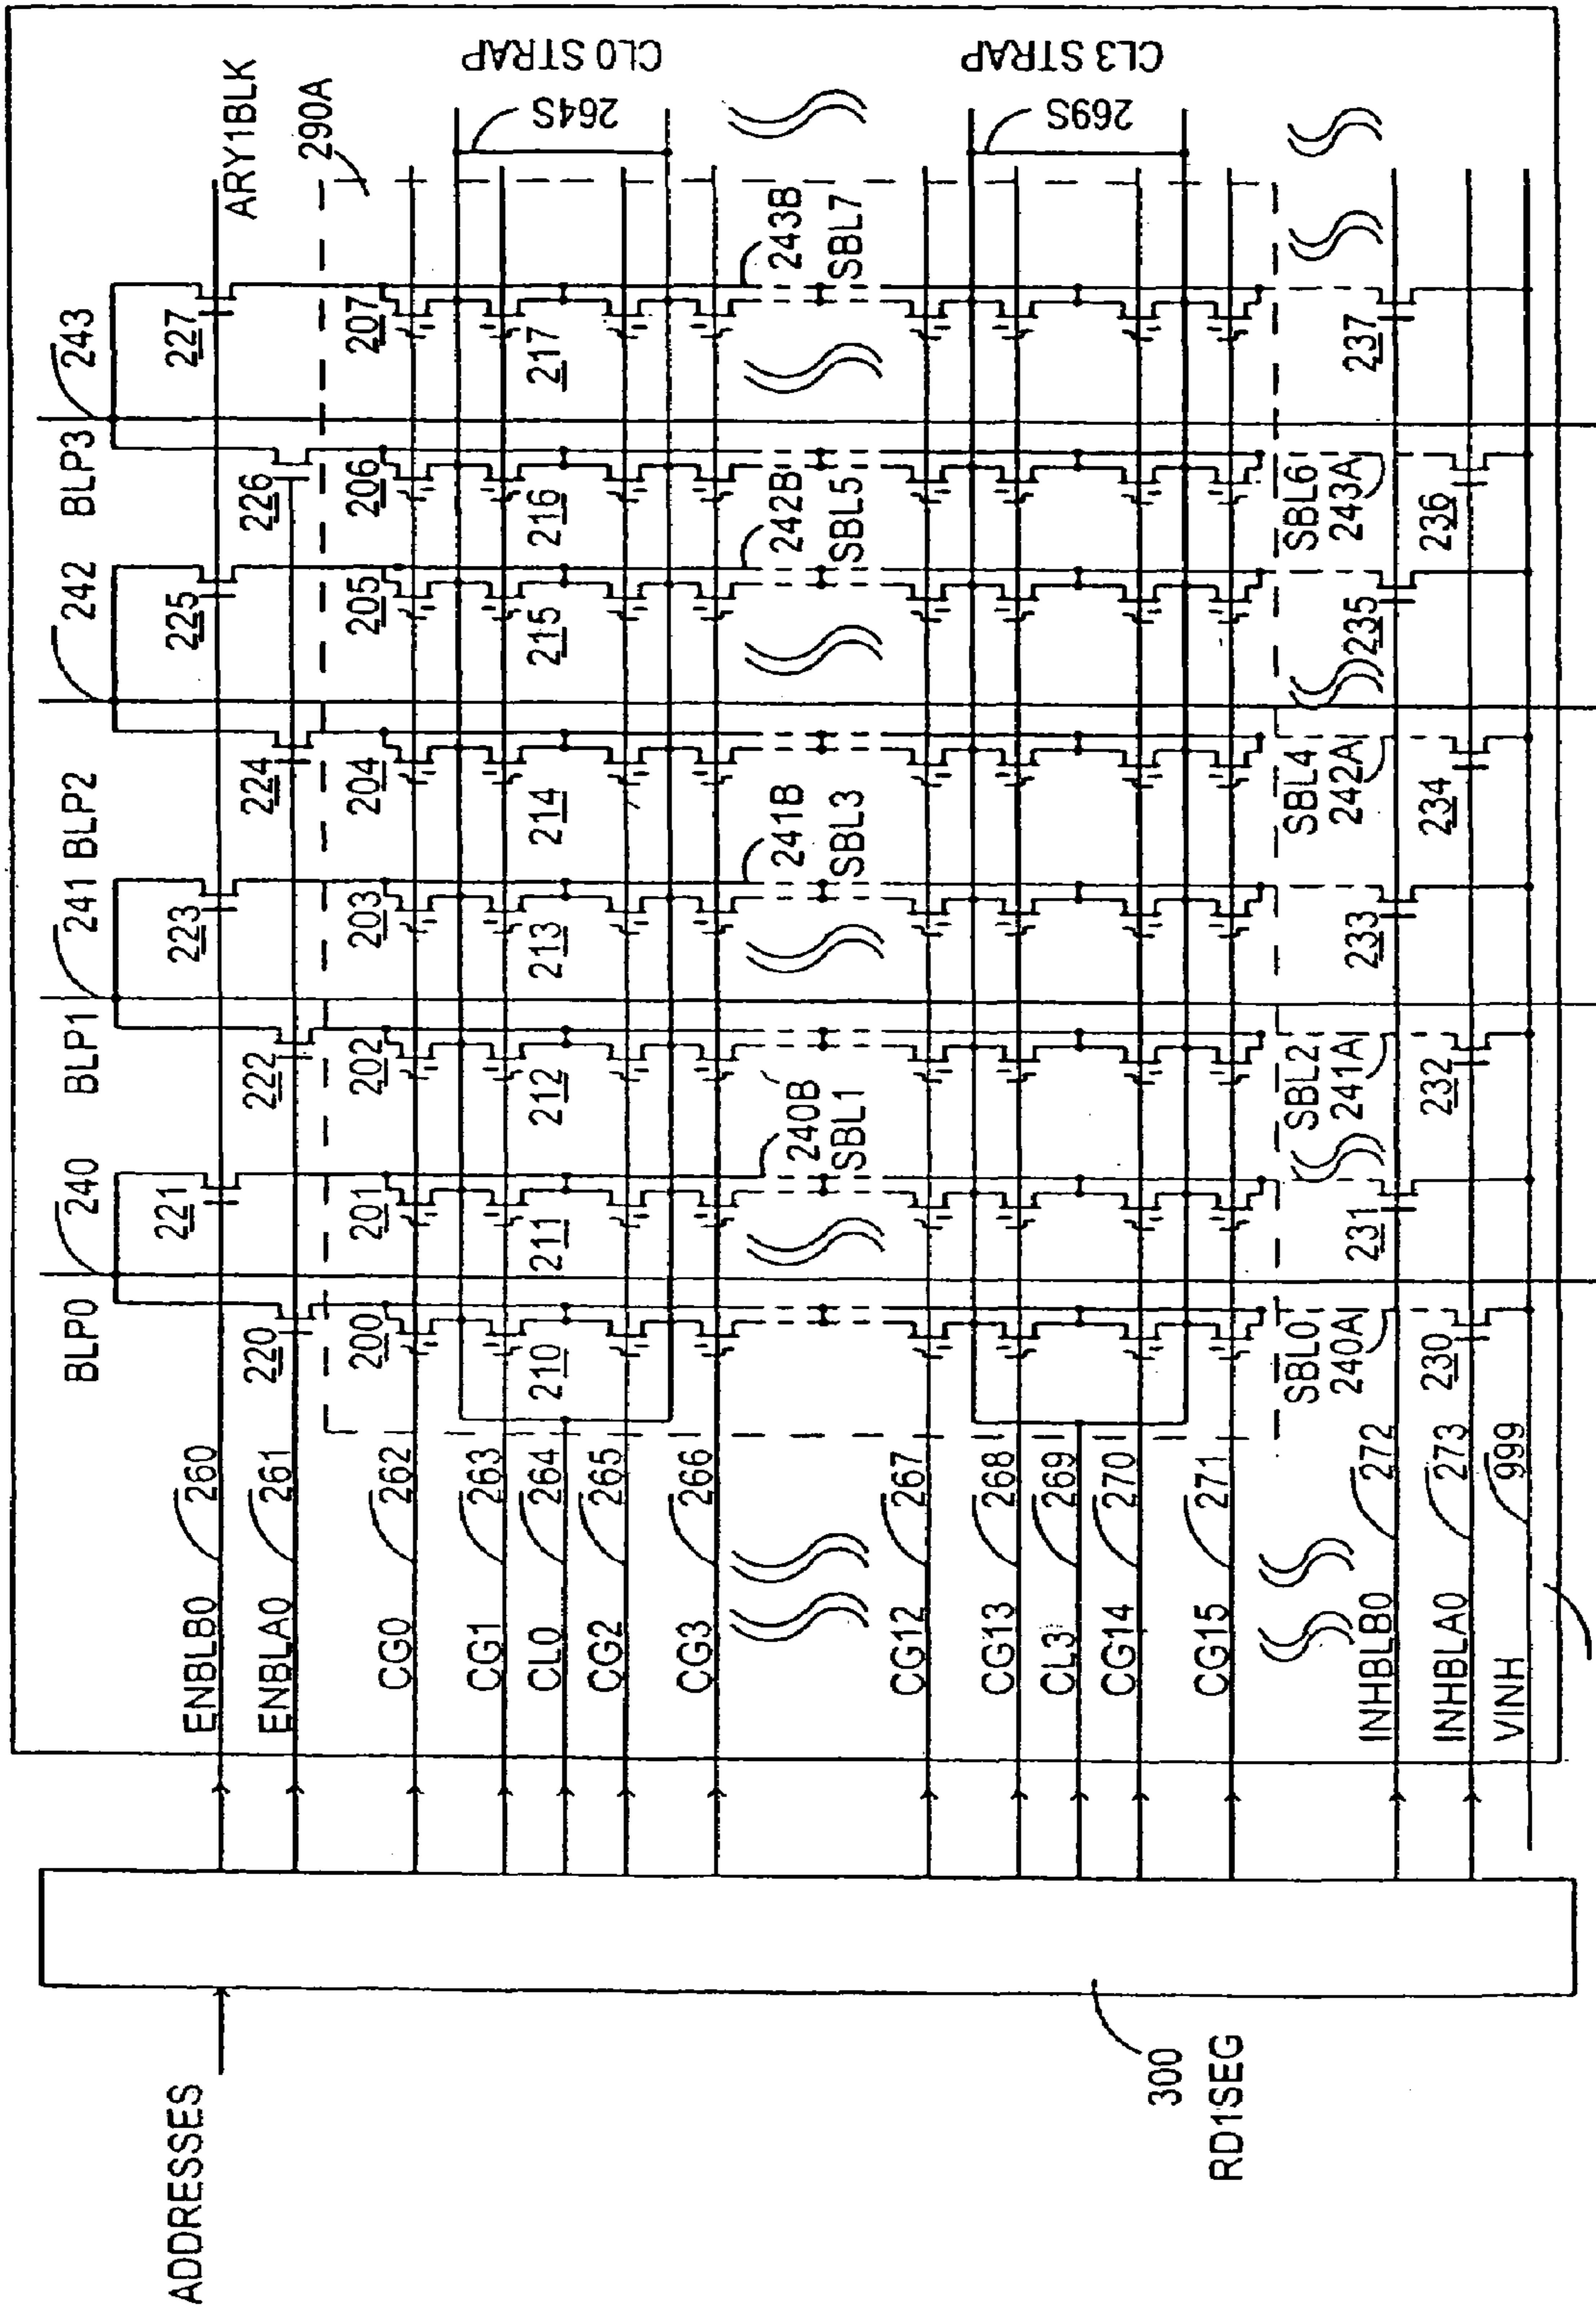 ADDRESSES
300
RD1SEG
BLP0
240
BLP1
241
BLP2
242
BLP3
243
ENBLB0
260
221
223
225
227
ARY1BLK
ENBLA0
261
220
222
224
226
290A
CG0
262
200
201
202
203
204
205
206
207
CG1
263
CL0
264
210
211
212
213
214
215
216
217
264S
CL0 STRAP
CG2
265
CG3
266
240B
SBL1
241B
SBL3
242B
SBL5
243B
SBL7
CG12
267
CG13
268
CL3
269
269S
CL3 STRAP
CG14
270
CG15
271
SBL0
240A
SBL2
241A
SBL4
242A
SBL6
243A
INHBLB0
272
231
233
235
237
INHBLA0
273
230
232
234
236
VINH
999